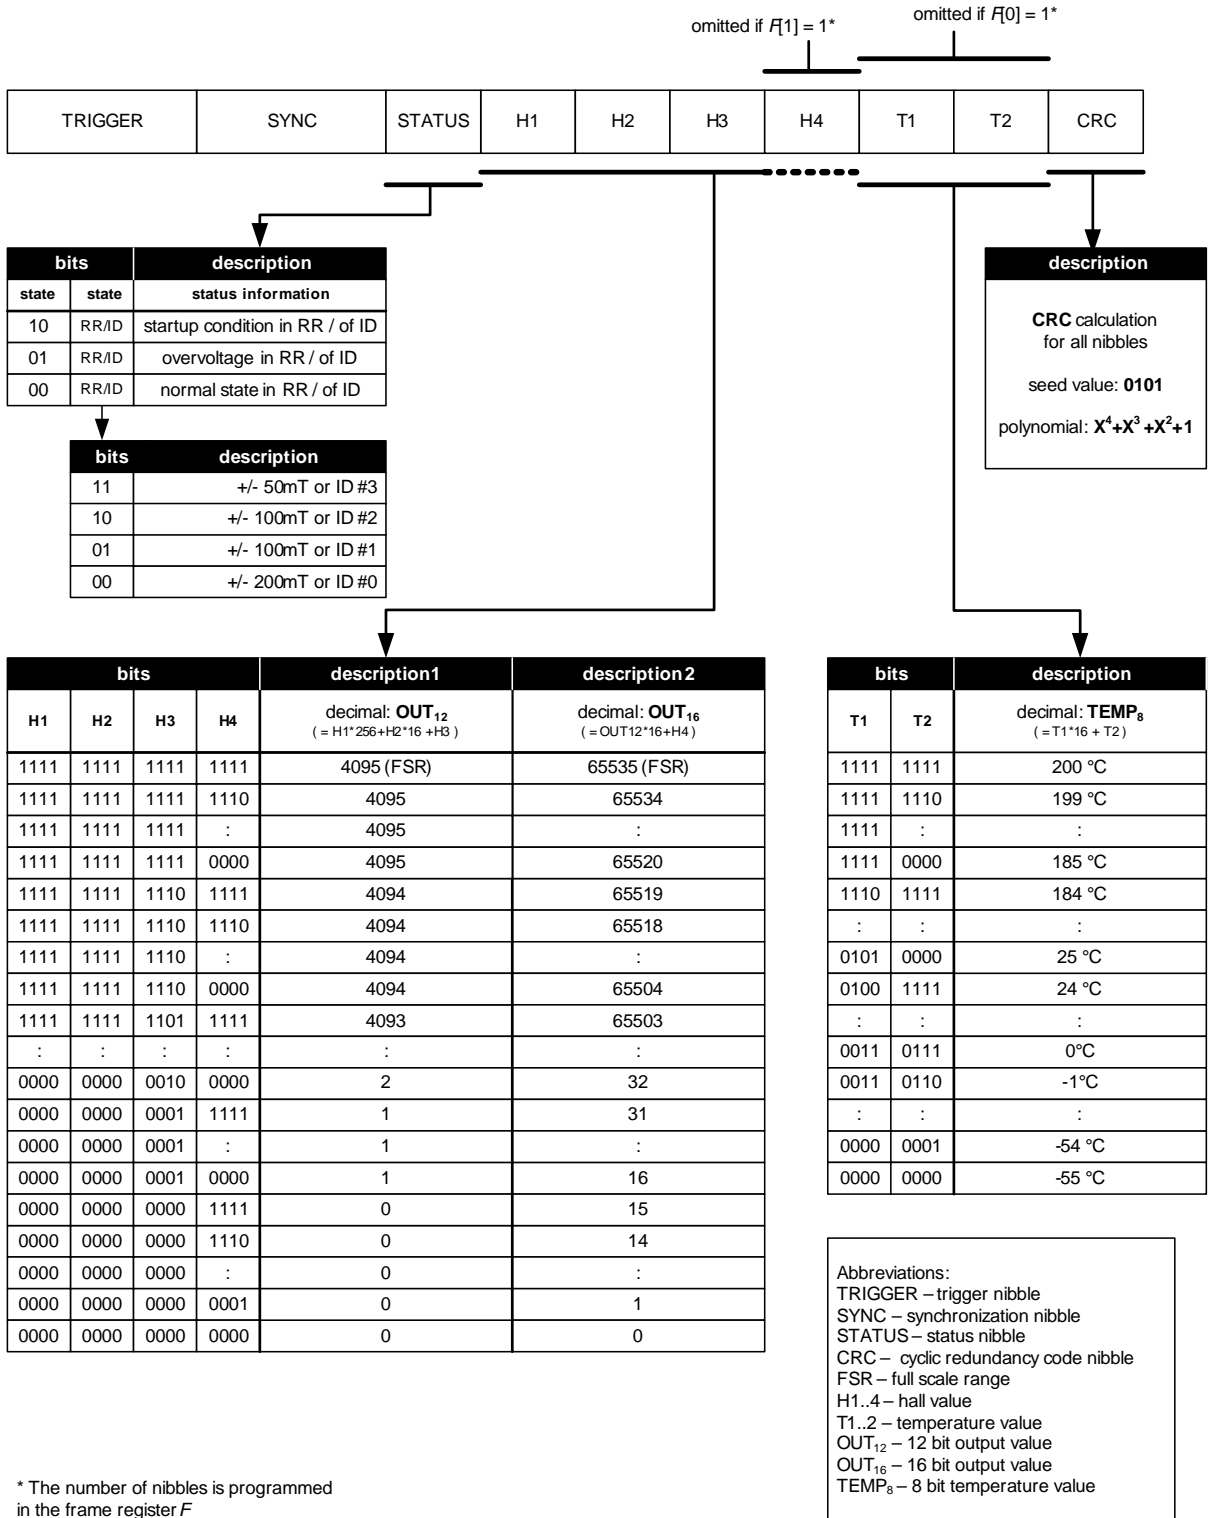 omitted if F[1] = 1*
omitted if F[0] = 1*
TRIGGER SYNC STATUS H1 H2 H3 H4 T1 T2 CRC
bits description
state state status information
10 RR/ID startup condition in RR / of ID
01 RR/ID overvoltage in RR / of ID
00 RR/ID normal state in RR / of ID
bits description
11 +/- 50mT or ID #3
10 +/- 100mT or ID #2
01 +/- 100mT or ID #1
00 +/- 200mT or ID #0
description
CRC calculation
for all nibbles
seed value: 0101
polynomial: X⁴+X³+X²+1
bits description1 description2
H1 H2 H3 H4 decimal: OUT₁₂ decimal: OUT₁₆
( = H1*256+H2*16 +H3 ) ( = OUT12*16+H4 )
1111 1111 1111 1111 4095 (FSR) 65535 (FSR)
1111 1111 1111 1110 4095 65534
1111 1111 1111 : 4095 :
1111 1111 1111 0000 4095 65520
1111 1111 1110 1111 4094 65519
1111 1111 1110 1110 4094 65518
1111 1111 1110 : 4094 :
1111 1111 1110 0000 4094 65504
1111 1111 1101 1111 4093 65503
: : : : : :
0000 0000 0010 0000 2 32
0000 0000 0001 1111 1 31
0000 0000 0001 : 1 :
0000 0000 0001 0000 1 16
0000 0000 0000 1111 0 15
0000 0000 0000 1110 0 14
0000 0000 0000 : 0 :
0000 0000 0000 0001 0 1
0000 0000 0000 0000 0 0
bits description
T1 T2 decimal: TEMP₈
( = T1*16 + T2 )
1111 1111 200 °C
1111 1110 199 °C
1111 : :
1111 0000 185 °C
1110 1111 184 °C
: : :
0101 0000 25 °C
0100 1111 24 °C
: : :
0011 0111 0°C
0011 0110 -1°C
: : :
0000 0001 -54 °C
0000 0000 -55 °C
Abbreviations:
TRIGGER – trigger nibble
SYNC – synchronization nibble
STATUS – status nibble
CRC – cyclic redundancy code nibble
FSR – full scale range
H1..4 – hall value
T1..2 – temperature value
OUT₁₂ – 12 bit output value
OUT₁₆ – 16 bit output value
TEMP₈ – 8 bit temperature value
* The number of nibbles is programmed
in the frame register F